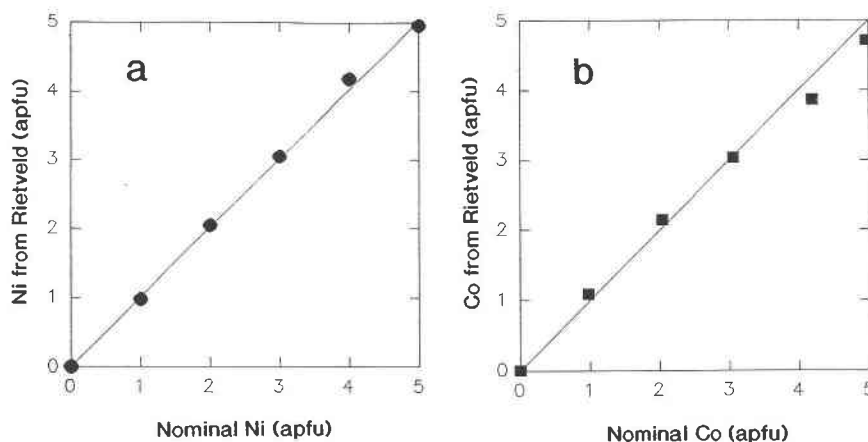 a
5
4
3
2
1
0
Ni from Rietveld (apfu)
0 1 2 3 4 5
Nominal Ni (apfu)
b
5
4
3
2
1
0
Co from Rietveld (apfu)
0 1 2 3 4 5
Nominal Co (apfu)